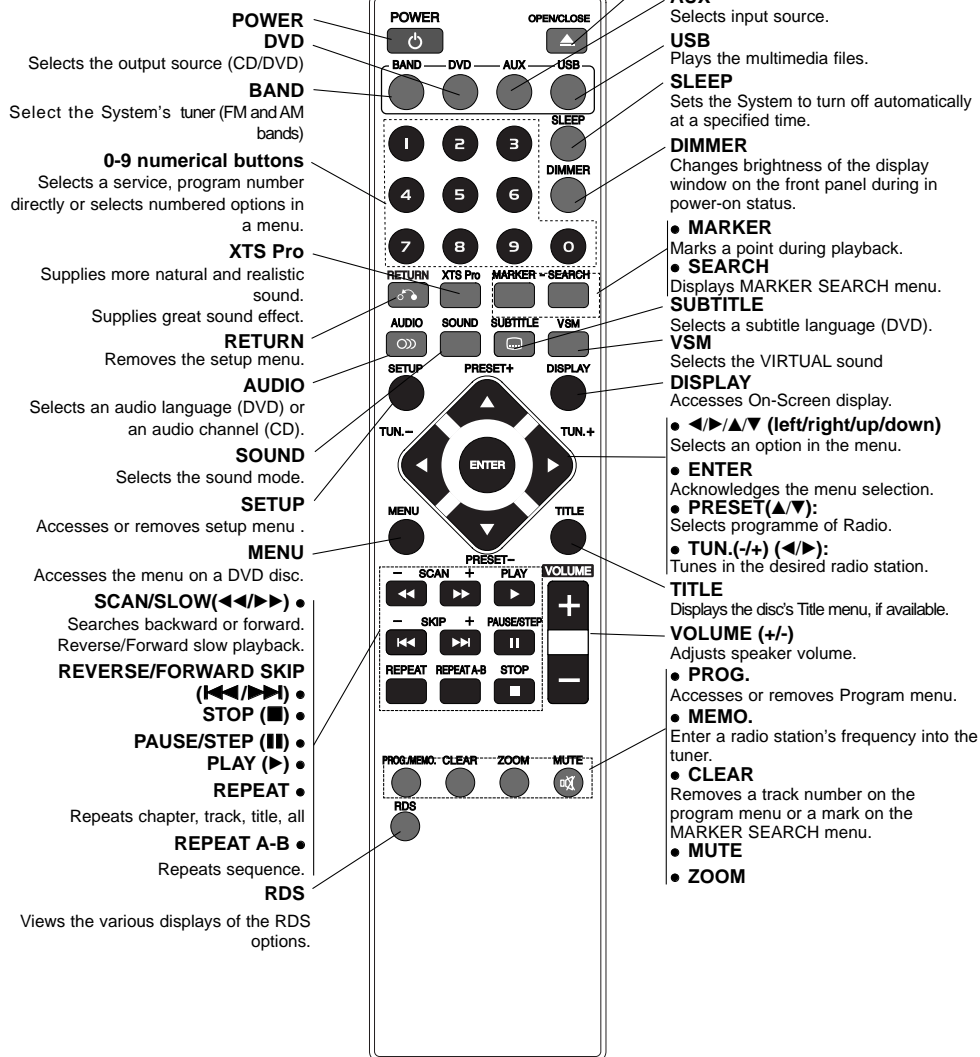 POWER
DVD
Selects the output source (CD/DVD)
BAND
Select the System's tuner (FM and AM
bands)
0-9 numerical buttons
Selects a service, program number
directly or selects numbered options in
a menu.
XTS Pro
Supplies more natural and realistic
sound.
Supplies great sound effect.
RETURN
Removes the setup menu.
AUDIO
Selects an audio language (DVD) or
an audio channel (CD).
SOUND
Selects the sound mode.
SETUP
Accesses or removes setup menu .
MENU
Accesses the menu on a DVD disc.
SCAN/SLOW(◀◀/▶▶) ●
Searches backward or forward.
Reverse/Forward slow playback.
REVERSE/FORWARD SKIP
(|◀◀/▶▶|) ●
STOP (■) ●
PAUSE/STEP (❚❚) ●
PLAY (▶) ●
REPEAT ●
Repeats chapter, track, title, all
REPEAT A-B ●
Repeats sequence.
RDS
Views the various displays of the RDS
options.
POWER OPEN/CLOSE
BAND DVD AUX USB
SLEEP
1 2 3
DIMMER
4 5 6
7 8 9 0
RETURN XTS Pro MARKER - SEARCH
AUDIO SOUND SUBTITLE VSM
SETUP PRESET+ DISPLAY
TUN.- TUN.+
ENTER
MENU TITLE
PRESET-
- SCAN + PLAY VOLUME
- SKIP + PAUSE/STEP
+
REPEAT REPEAT A-B STOP
-
PROG./MEMO. CLEAR ZOOM MUTE
RDS
AUX
Selects input source.
USB
Plays the multimedia files.
SLEEP
Sets the System to turn off automatically
at a specified time.
DIMMER
Changes brightness of the display
window on the front panel during in
power-on status.
● MARKER
Marks a point during playback.
● SEARCH
Displays MARKER SEARCH menu.
SUBTITLE
Selects a subtitle language (DVD).
VSM
Selects the VIRTUAL sound
DISPLAY
Accesses On-Screen display.
● ◀/▶/▲/▼ (left/right/up/down)
Selects an option in the menu.
● ENTER
Acknowledges the menu selection.
● PRESET(▲/▼):
Selects programme of Radio.
● TUN.(-/+) (◀/▶):
Tunes in the desired radio station.
TITLE
Displays the disc's Title menu, if available.
VOLUME (+/-)
Adjusts speaker volume.
● PROG.
Accesses or removes Program menu.
● MEMO.
Enter a radio station's frequency into the
tuner.
● CLEAR
Removes a track number on the
program menu or a mark on the
MARKER SEARCH menu.
● MUTE
● ZOOM